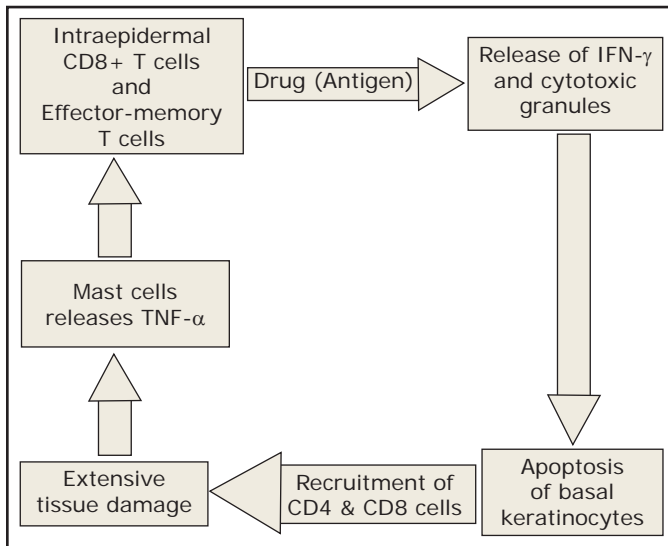 Intraepidermal
CD8+ T cells
and
Effector-memory
T cells
Drug (Antigen)
Release of IFN-γ
and cytotoxic
granules
Mast cells
releases TNF-α
Extensive
tissue damage
Recruitment of
CD4 & CD8 cells
Apoptosis
of basal
keratinocytes